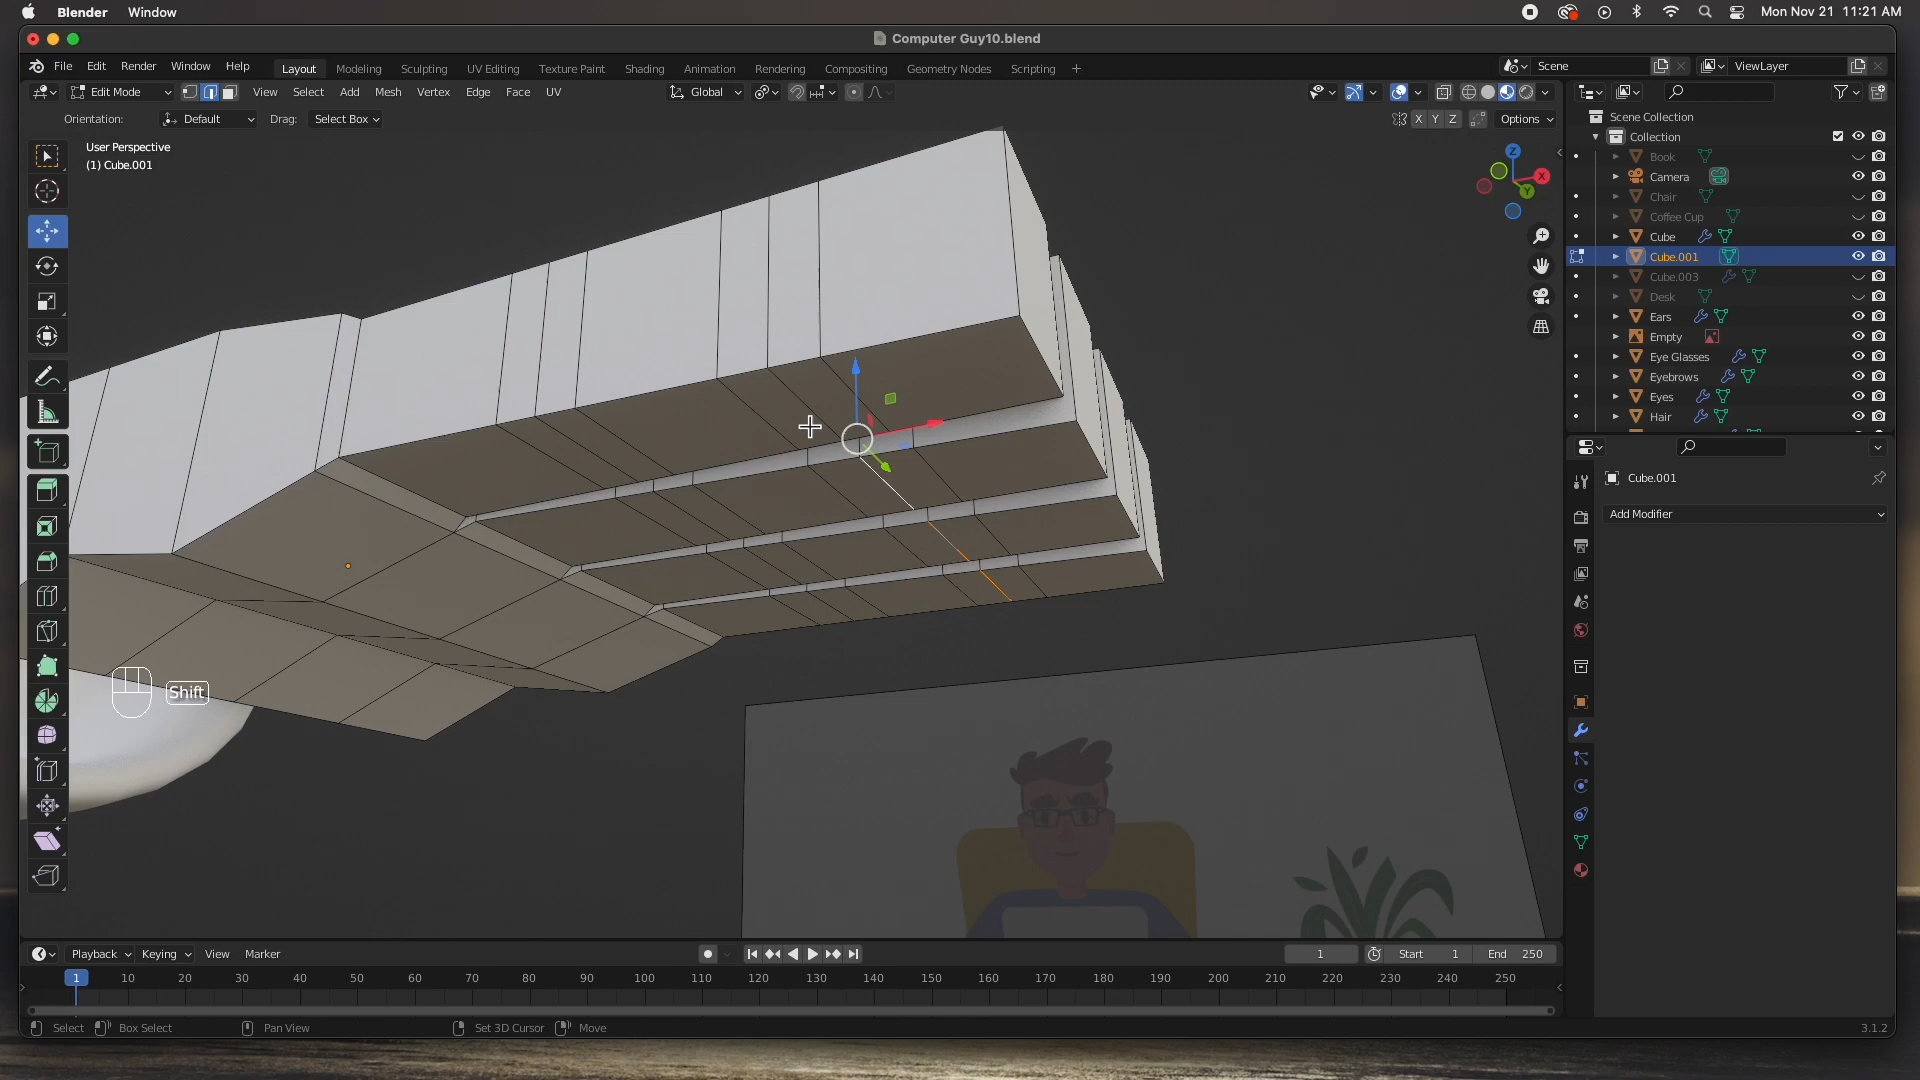 Blender Window Mon Nov 21 11:21 AM
Computer Guy10.blend
File Edit Render Window Help Layout Modeling Sculpting UV Editing Texture Paint Shading Animation Rendering Compositing Geometry Nodes Scripting + Scene ViewLayer
Edit Mode View Select Add Mesh Vertex Edge Face UV Global
Orientation: Default Drag: Select Box X Y Z Options
User Perspective
(1) Cube.001
Z
X
Y
Scene Collection
Collection
Book
Camera
Chair
Coffee Cup
Cube
Cube.001
Cube.003
Desk
Ears
Empty
Eye Glasses
Eyebrows
Eyes
Hair
Cube.001
Add Modifier
Shift
Playback Keying View Marker 1 Start 1 End 250
1 10 20 30 40 50 60 70 80 90 100 110 120 130 140 150 160 170 180 190 200 210 220 230 240 250
Select Box Select Pan View Set 3D Cursor Move 3.1.2